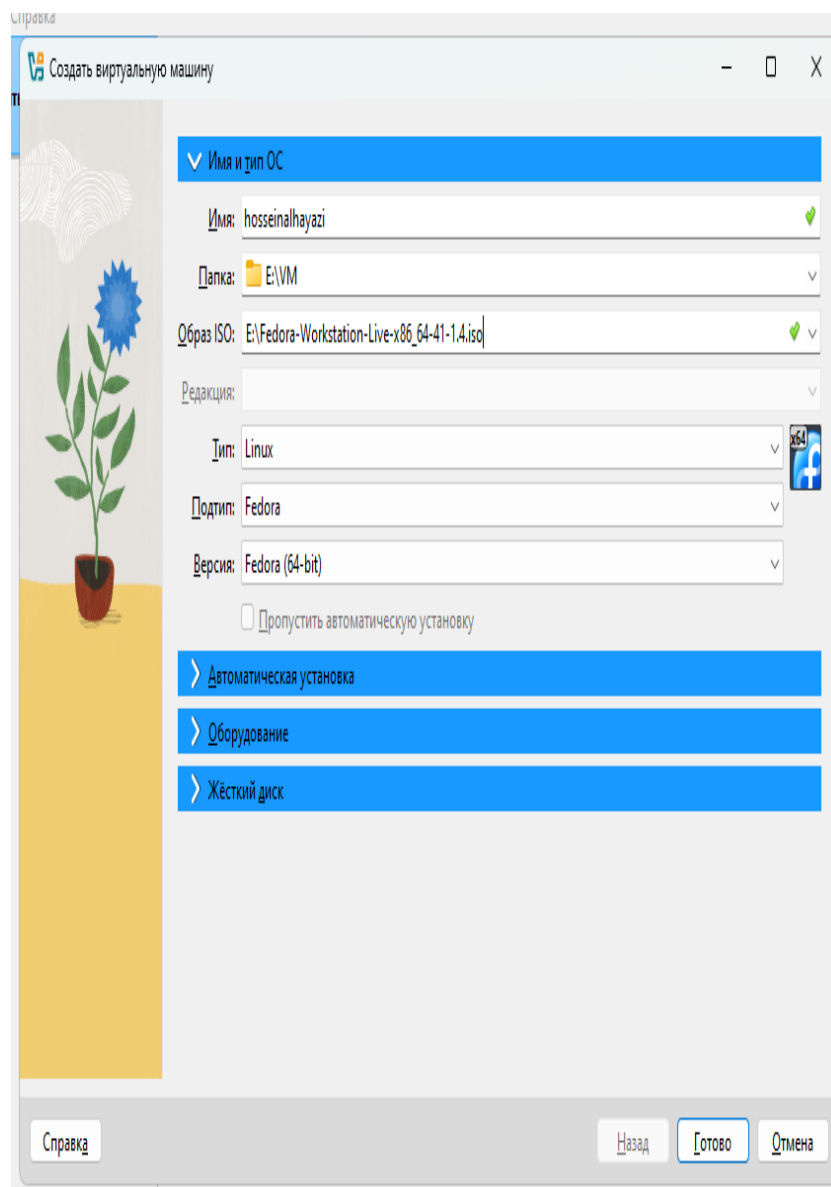 Справка
Создать виртуальную машину
Имя и тип ОС
Имя: hosseinalhayazi
Папка: E:\VM
Образ ISO: E:\Fedora-Workstation-Live-x86_64-41-1.4.iso
Редакция:
Тип: Linux
x64
Подтип: Fedora
Версия: Fedora (64-bit)
Пропустить автоматическую установку
Автоматическая установка
Оборудование
Жёсткий диск
Справка
Назад
Готово
Отмена